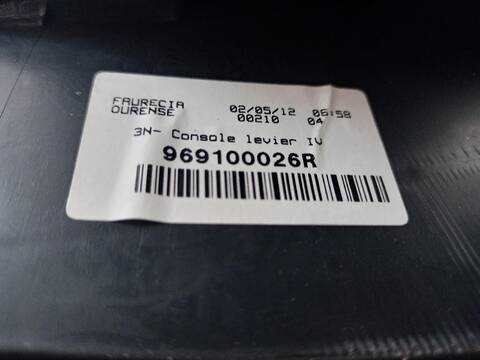 FAURECIA 02/05/12 06:58
OURENSE 00210 04
3N- Console levier IV
969100026R